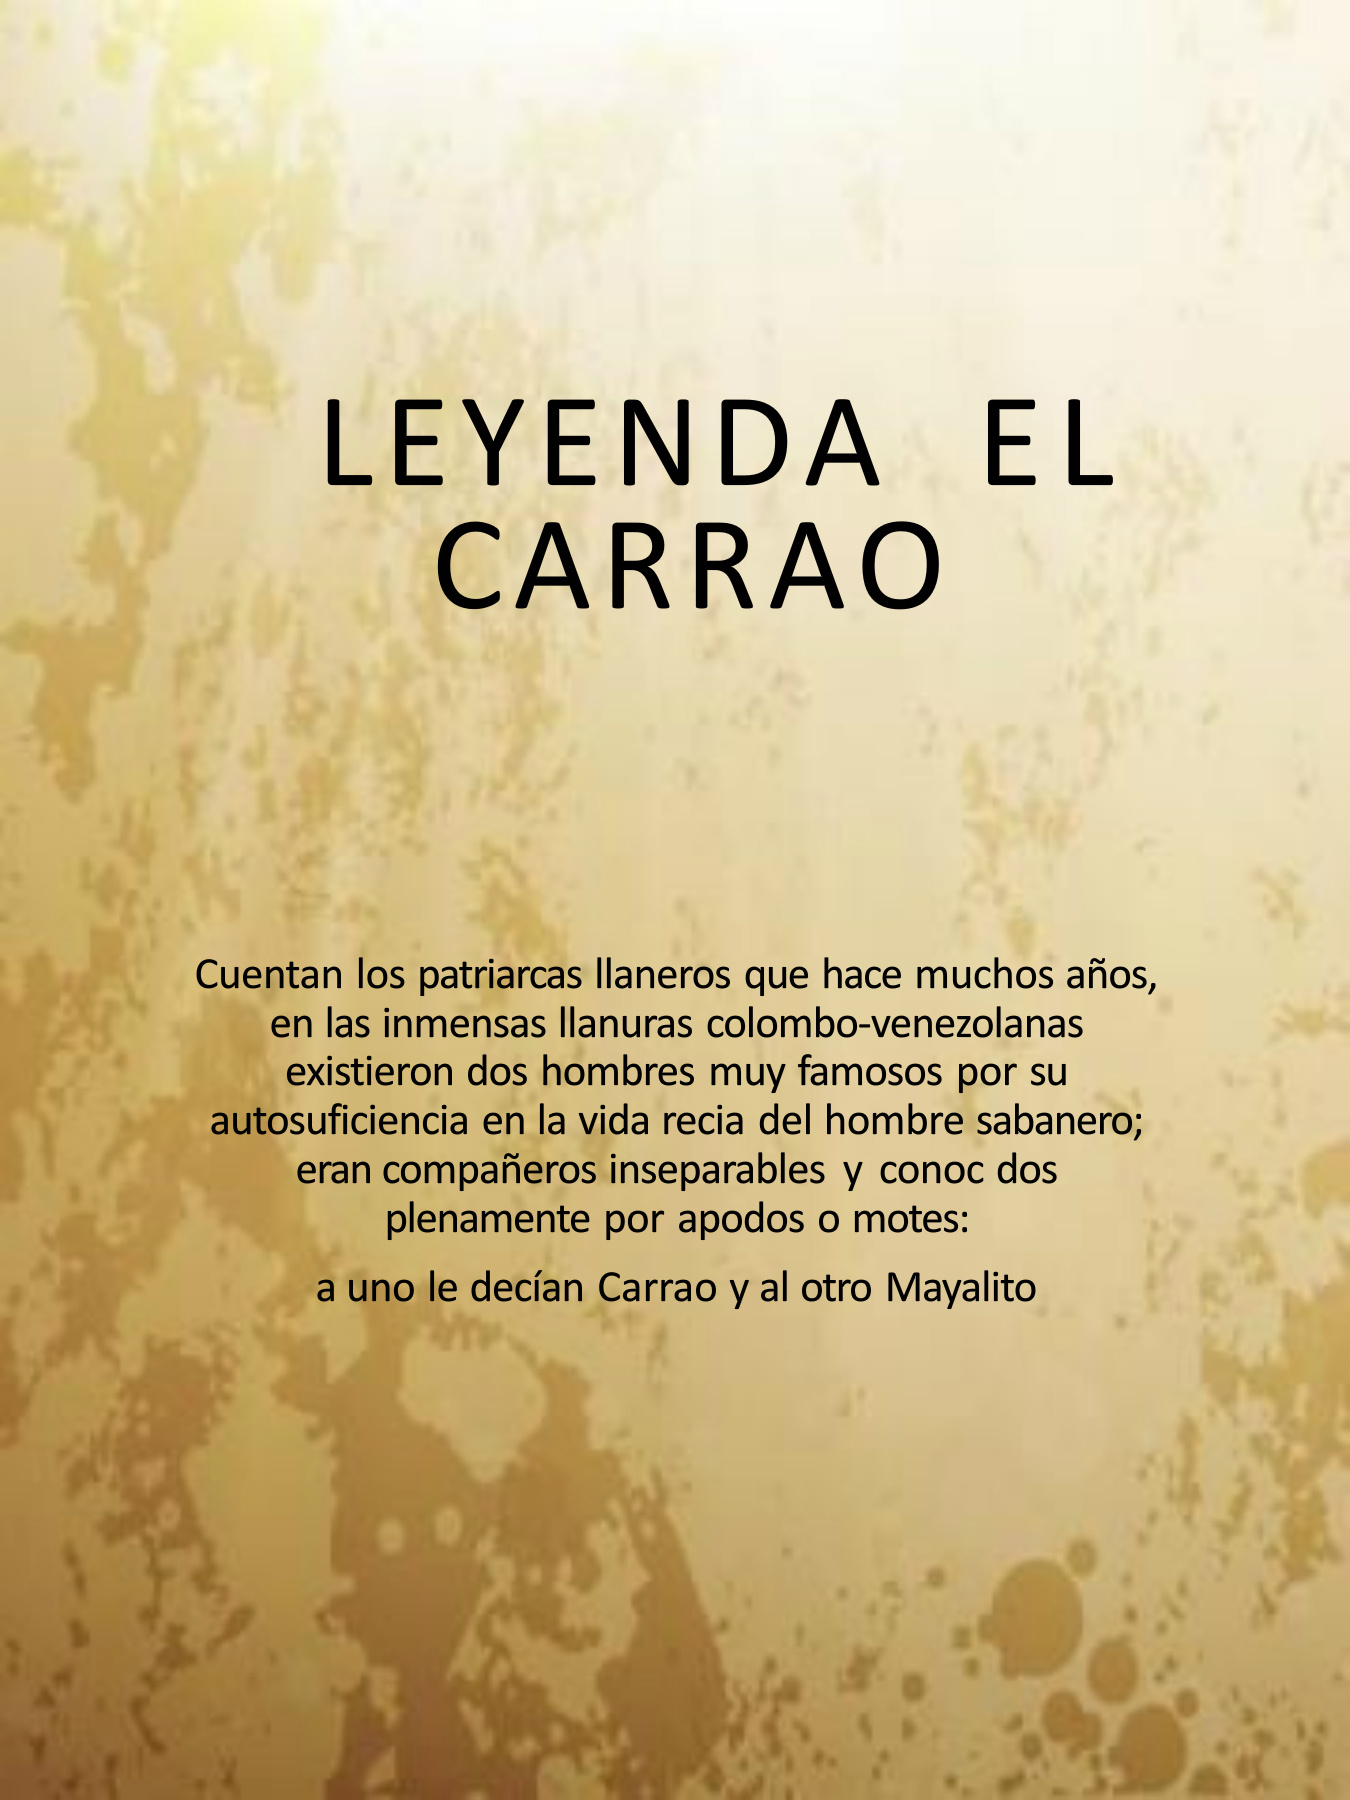 LEYENDA EL
CARRAO
Cuentan los patriarcas llaneros que hace muchos años,
en las inmensas llanuras colombo-venezolanas
existieron dos hombres muy famosos por su
autosuficiencia en la vida recia del hombre sabanero;
eran compañeros inseparables y conoc dos
plenamente por apodos o motes:
a uno le decían Carrao y al otro Mayalito